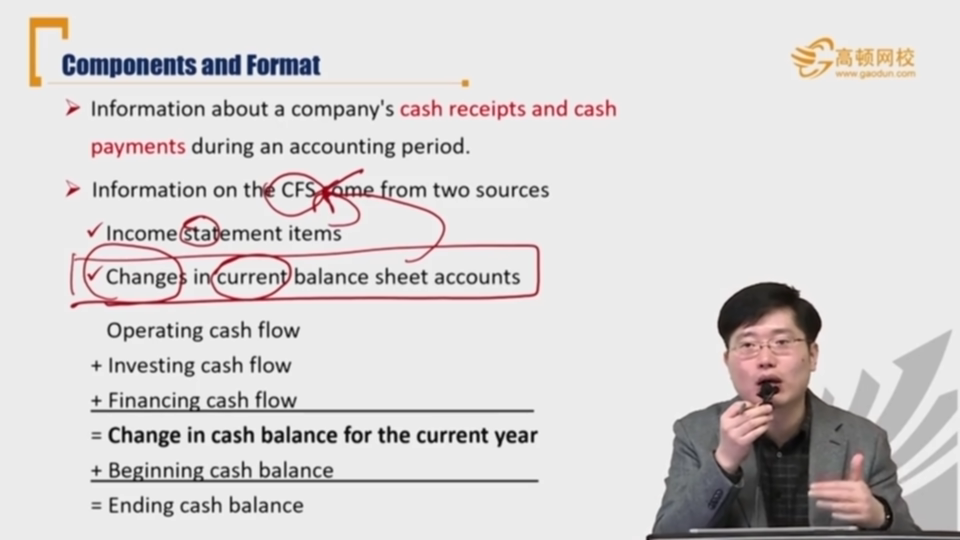 Components and Format
高顿网校
www.gaodun.com
➢ Information about a company's cash receipts and cash
payments during an accounting period.
➢ Information on the CFS come from two sources
✓ Income statement items
✓ Changes in current balance sheet accounts
Operating cash flow
+ Investing cash flow
+ Financing cash flow
= Change in cash balance for the current year
+ Beginning cash balance
= Ending cash balance